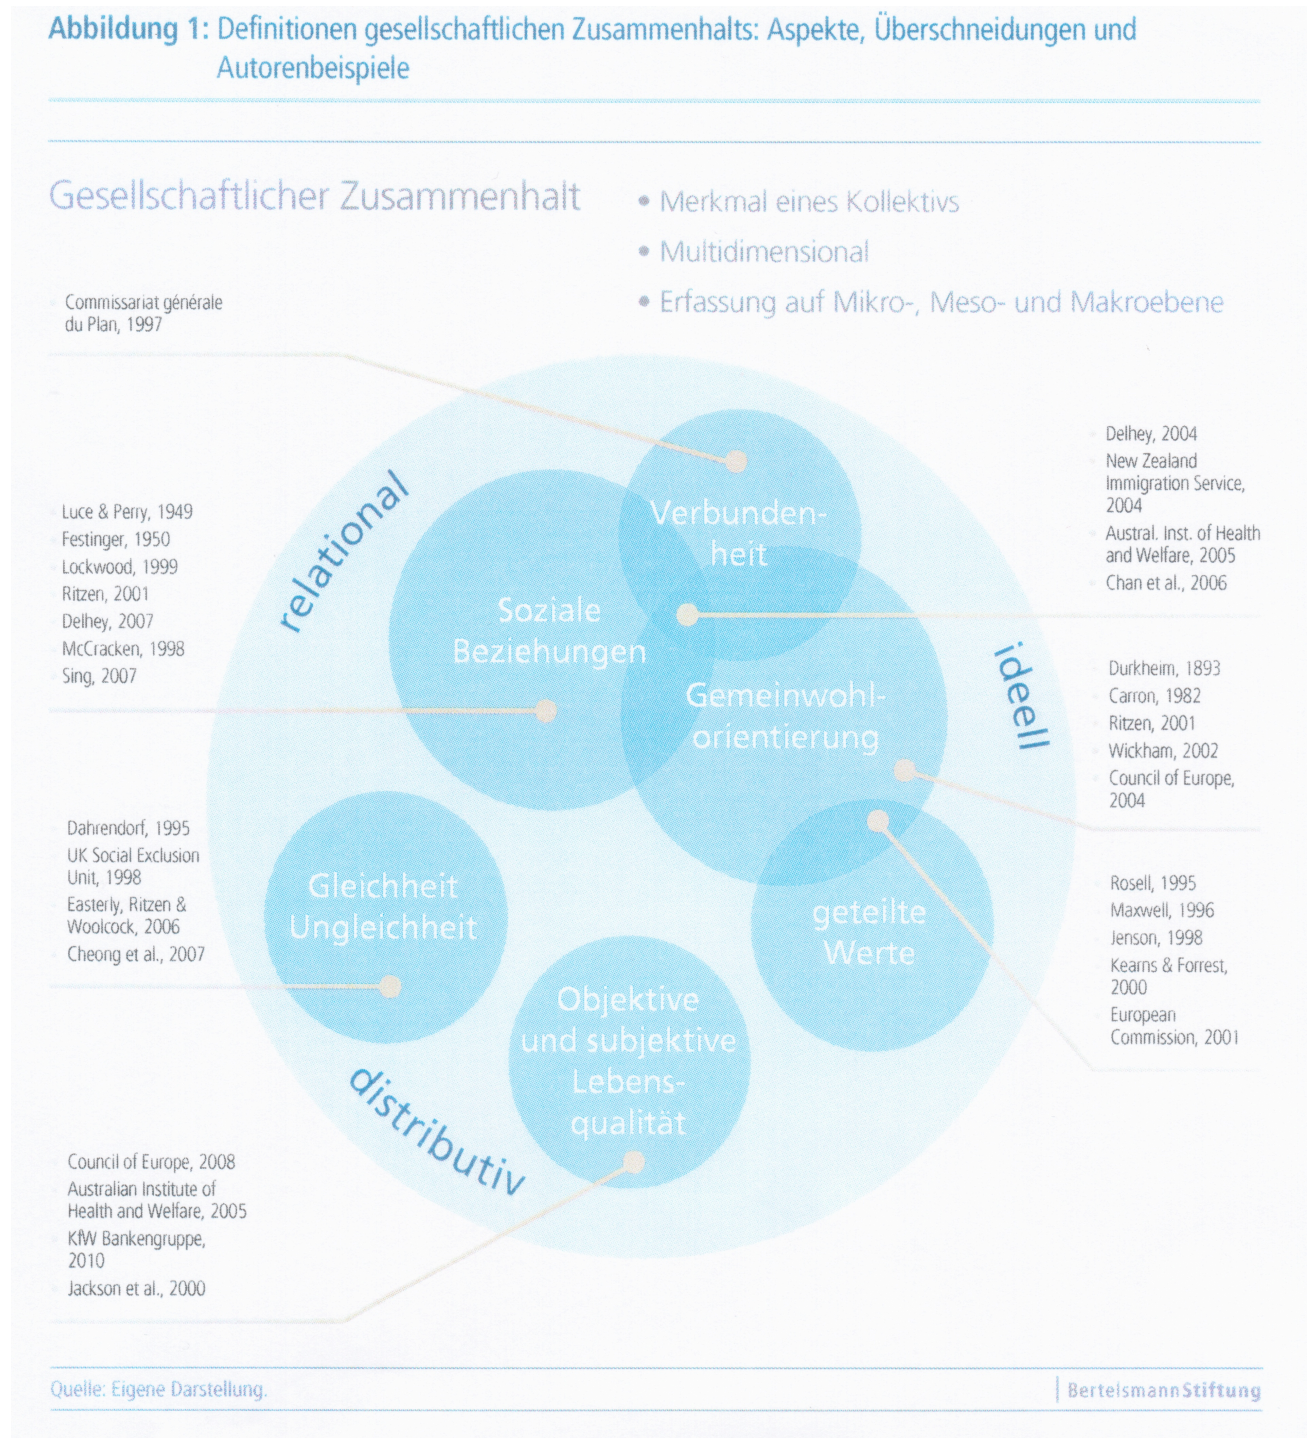 Abbildung 1: Definitionen gesellschaftlichen Zusammenhalts: Aspekte, Überschneidungen und
Autorenbeispiele
Gesellschaftlicher Zusammenhalt
• Merkmal eines Kollektivs
• Multidimensional
• Erfassung auf Mikro-, Meso- und Makroebene
Commissariat générale
du Plan, 1997
Luce & Perry, 1949
Festinger, 1950
Lockwood, 1999
Ritzen, 2001
Delhey, 2007
McCracken, 1998
Sing, 2007
Dahrendorf, 1995
UK Social Exclusion
Unit, 1998
Easterly, Ritzen &
Woolcock, 2006
Cheong et al., 2007
Council of Europe, 2008
Australian Institute of
Health and Welfare, 2005
KfW Bankengruppe,
2010
Jackson et al., 2000
relational
ideell
distributiv
Verbunden-
heit
Soziale
Beziehungen
Gemeinwohl-
orientierung
Gleichheit
Ungleichheit
geteilte
Werte
Objektive
und subjektive
Lebens-
qualität
Delhey, 2004
New Zealand
Immigration Service,
2004
Austral. Inst. of Health
and Welfare, 2005
Chan et al., 2006
Durkheim, 1893
Carron, 1982
Ritzen, 2001
Wickham, 2002
Council of Europe,
2004
Rosell, 1995
Maxwell, 1996
Jenson, 1998
Kearns & Forrest,
2000
European
Commission, 2001
Quelle: Eigene Darstellung.
BertelsmannStiftung